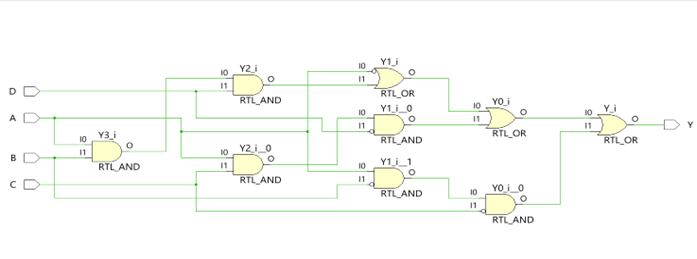 Y2_i
I0
I1
O
RTL_AND
Y1_i
I0
I1
O
RTL_OR
D
A
B
C
Y3_i
I0
I1
O
RTL_AND
Y2_i__0
I0
I1
O
RTL_AND
Y1_i__0
I0
I1
O
RTL_AND
Y1_i__1
I0
I1
O
RTL_AND
Y0_i
I0
I1
O
RTL_OR
Y0_i__0
I0
I1
O
RTL_AND
Y_i
I0
I1
O
RTL_OR
Y